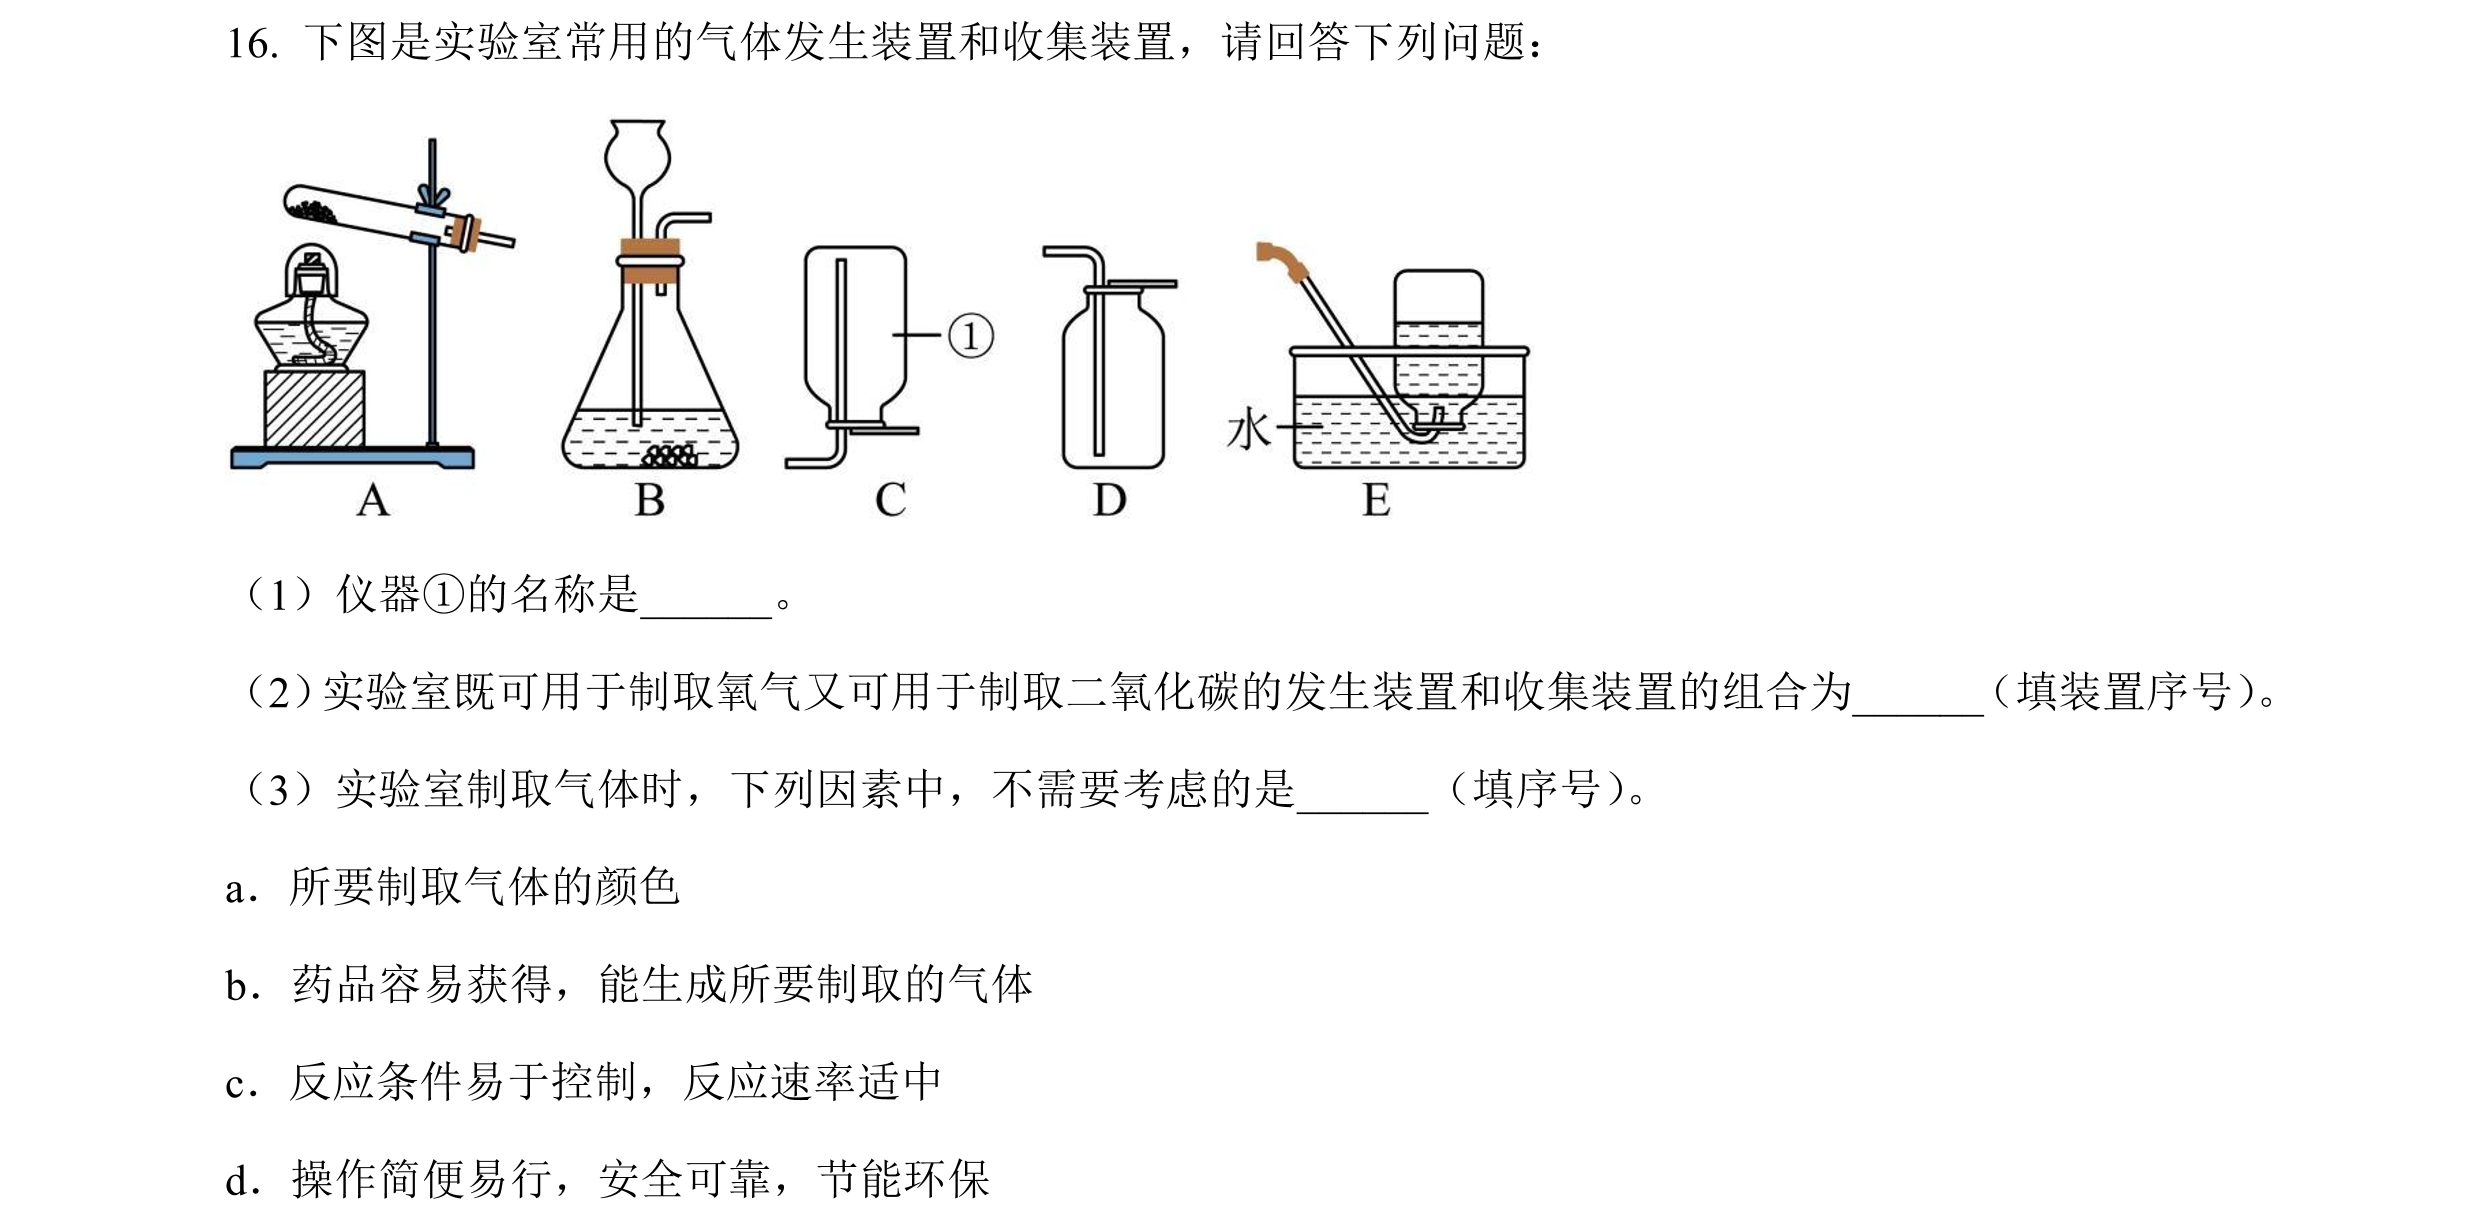 16. 下图是实验室常用的气体发生装置和收集装置，请回答下列问题：
①
水
A B C D E
（1）仪器①的名称是______。
（2）实验室既可用于制取氧气又可用于制取二氧化碳的发生装置和收集装置的组合为______（填装置序号）。
（3）实验室制取气体时，下列因素中，不需要考虑的是______（填序号）。
a．所要制取气体的颜色
b．药品容易获得，能生成所要制取的气体
c．反应条件易于控制，反应速率适中
d．操作简便易行，安全可靠，节能环保